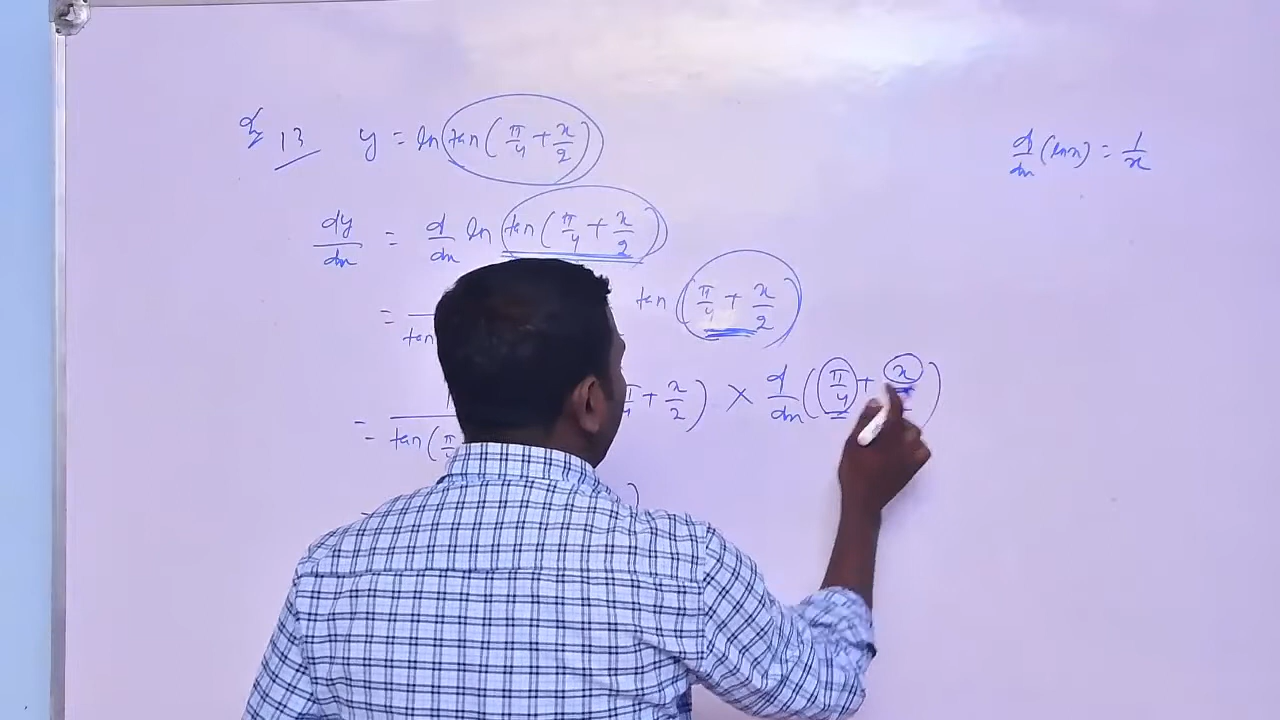 Q 13 y = ln tan(π/4 + x/2)
d/dx (ln x) = 1/x
dy/dx = d/dx ln tan(π/4 + x/2)
= tan tan(π/4 + x/2)
= 1/tan(π/4 + x/2) × d/dx(π/4 + x